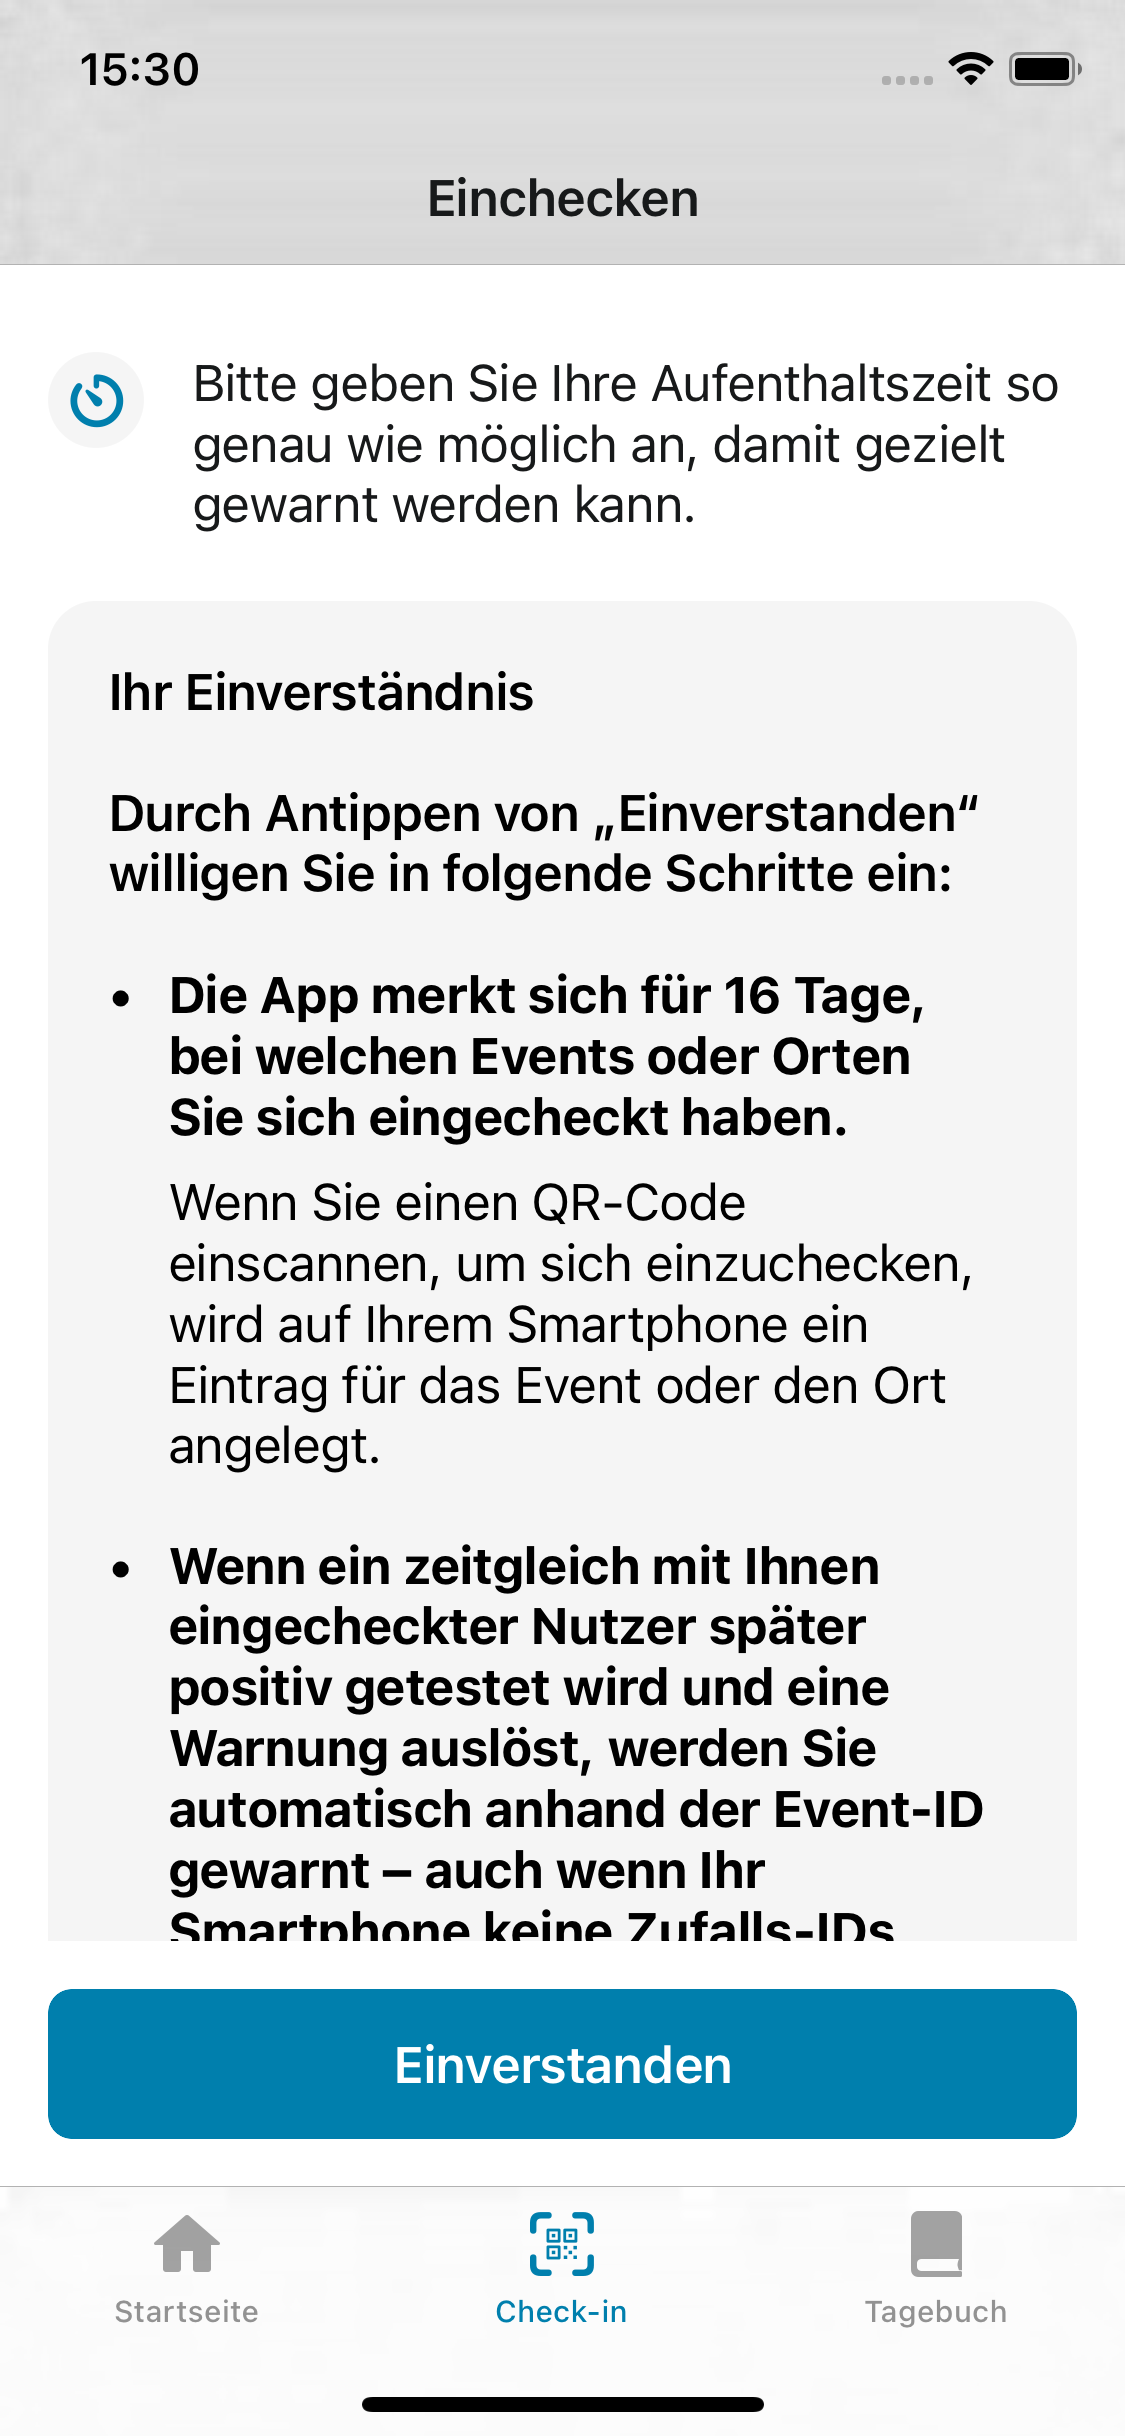 15:30
Einchecken
Bitte geben Sie Ihre Aufenthaltszeit so
genau wie möglich an, damit gezielt
gewarnt werden kann.
Ihr Einverständnis
Durch Antippen von „Einverstanden“
willigen Sie in folgende Schritte ein:
• Die App merkt sich für 16 Tage,
bei welchen Events oder Orten
Sie sich eingecheckt haben.
Wenn Sie einen QR-Code
einscannen, um sich einzuchecken,
wird auf Ihrem Smartphone ein
Eintrag für das Event oder den Ort
angelegt.
• Wenn ein zeitgleich mit Ihnen
eingecheckter Nutzer später
positiv getestet wird und eine
Warnung auslöst, werden Sie
automatisch anhand der Event-ID
gewarnt – auch wenn Ihr
Smartphone keine Zufalls-IDs
Einverstanden
Startseite
Check-in
Tagebuch